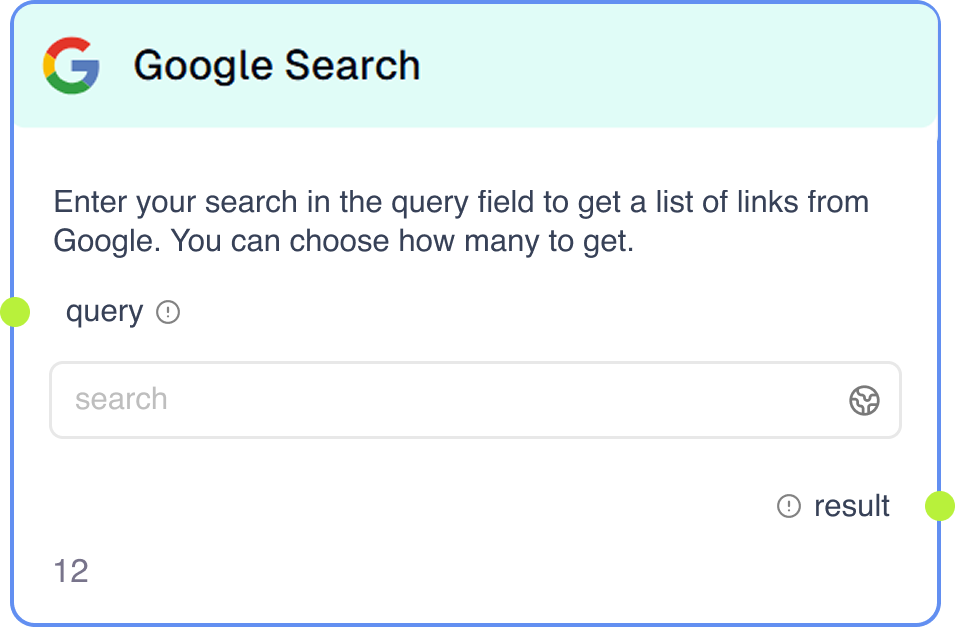 Google Search
Enter your search in the query field to get a list of links from
Google. You can choose how many to get.
query
search
result
12